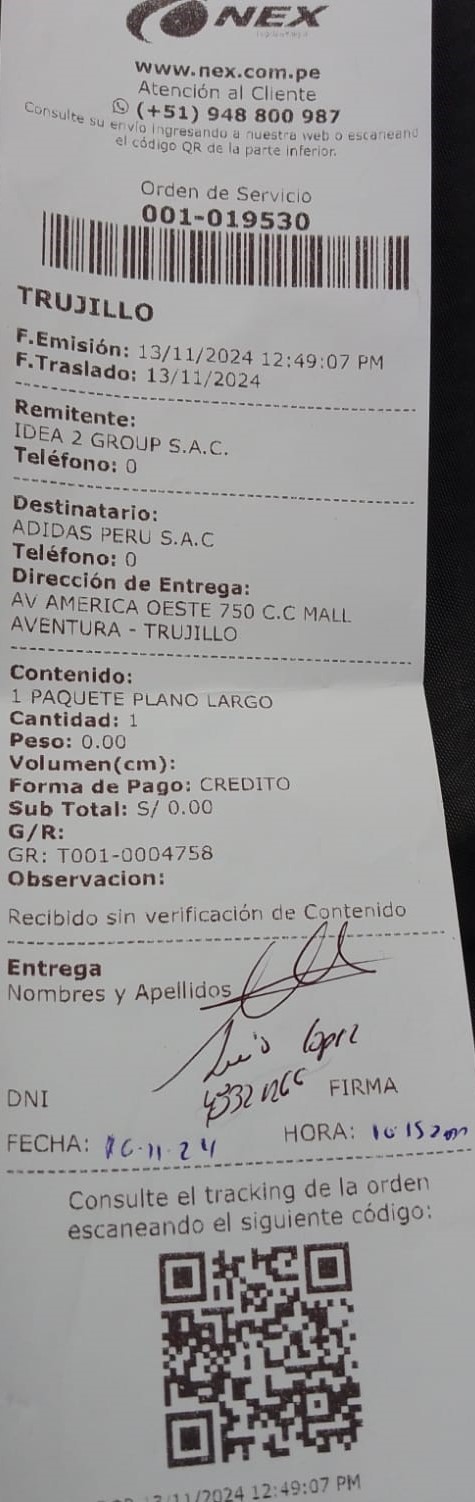 NEX
www.nex.com.pe
Atención al Cliente
(+51) 948 800 987
Consulte su envío ingresando a nuestra web o escaneand
el código QR de la parte inferior.
Orden de Servicio
001-019530
TRUJILLO
F.Emisión: 13/11/2024 12:49:07 PM
F.Traslado: 13/11/2024
Remitente:
IDEA 2 GROUP S.A.C.
Teléfono: 0
Destinatario:
ADIDAS PERU S.A.C
Teléfono: 0
Dirección de Entrega:
AV AMERICA OESTE 750 C.C MALL
AVENTURA - TRUJILLO
Contenido:
1 PAQUETE PLANO LARGO
Cantidad: 1
Peso: 0.00
Volumen(cm):
Forma de Pago: CREDITO
Sub Total: S/ 0.00
G/R:
GR: T001-0004758
Observacion:
Recibido sin verificación de Contenido
Entrega
Nombres y Apellidos
Luis Lopez
DNI
FIRMA
FECHA: 16-11-24 HORA:
Consulte el tracking de la orden
escaneando el siguiente código:
13/11/2024 12:49:07 PM